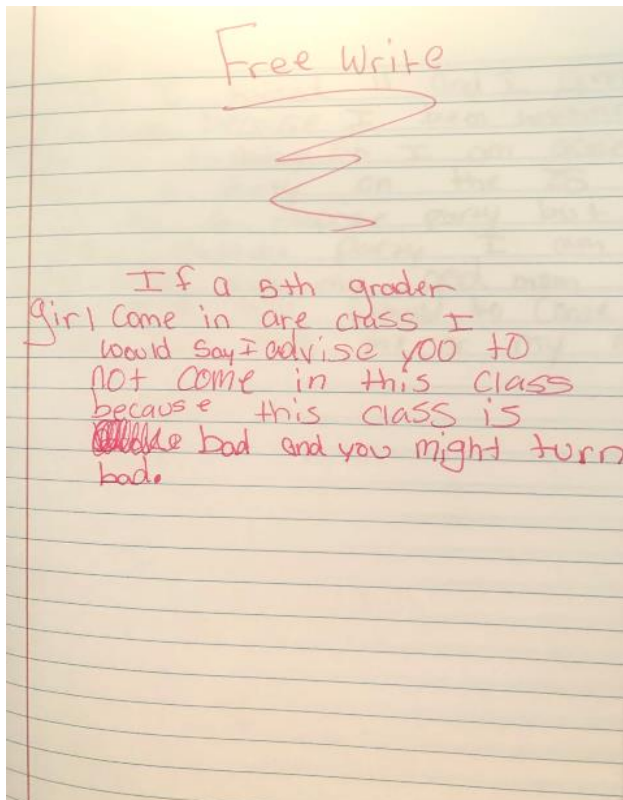 Free Write
If a 5th grader
girl come in are class I
would say I advise yoo to
not come in this class
because this class is
bad and you might turn
bad.